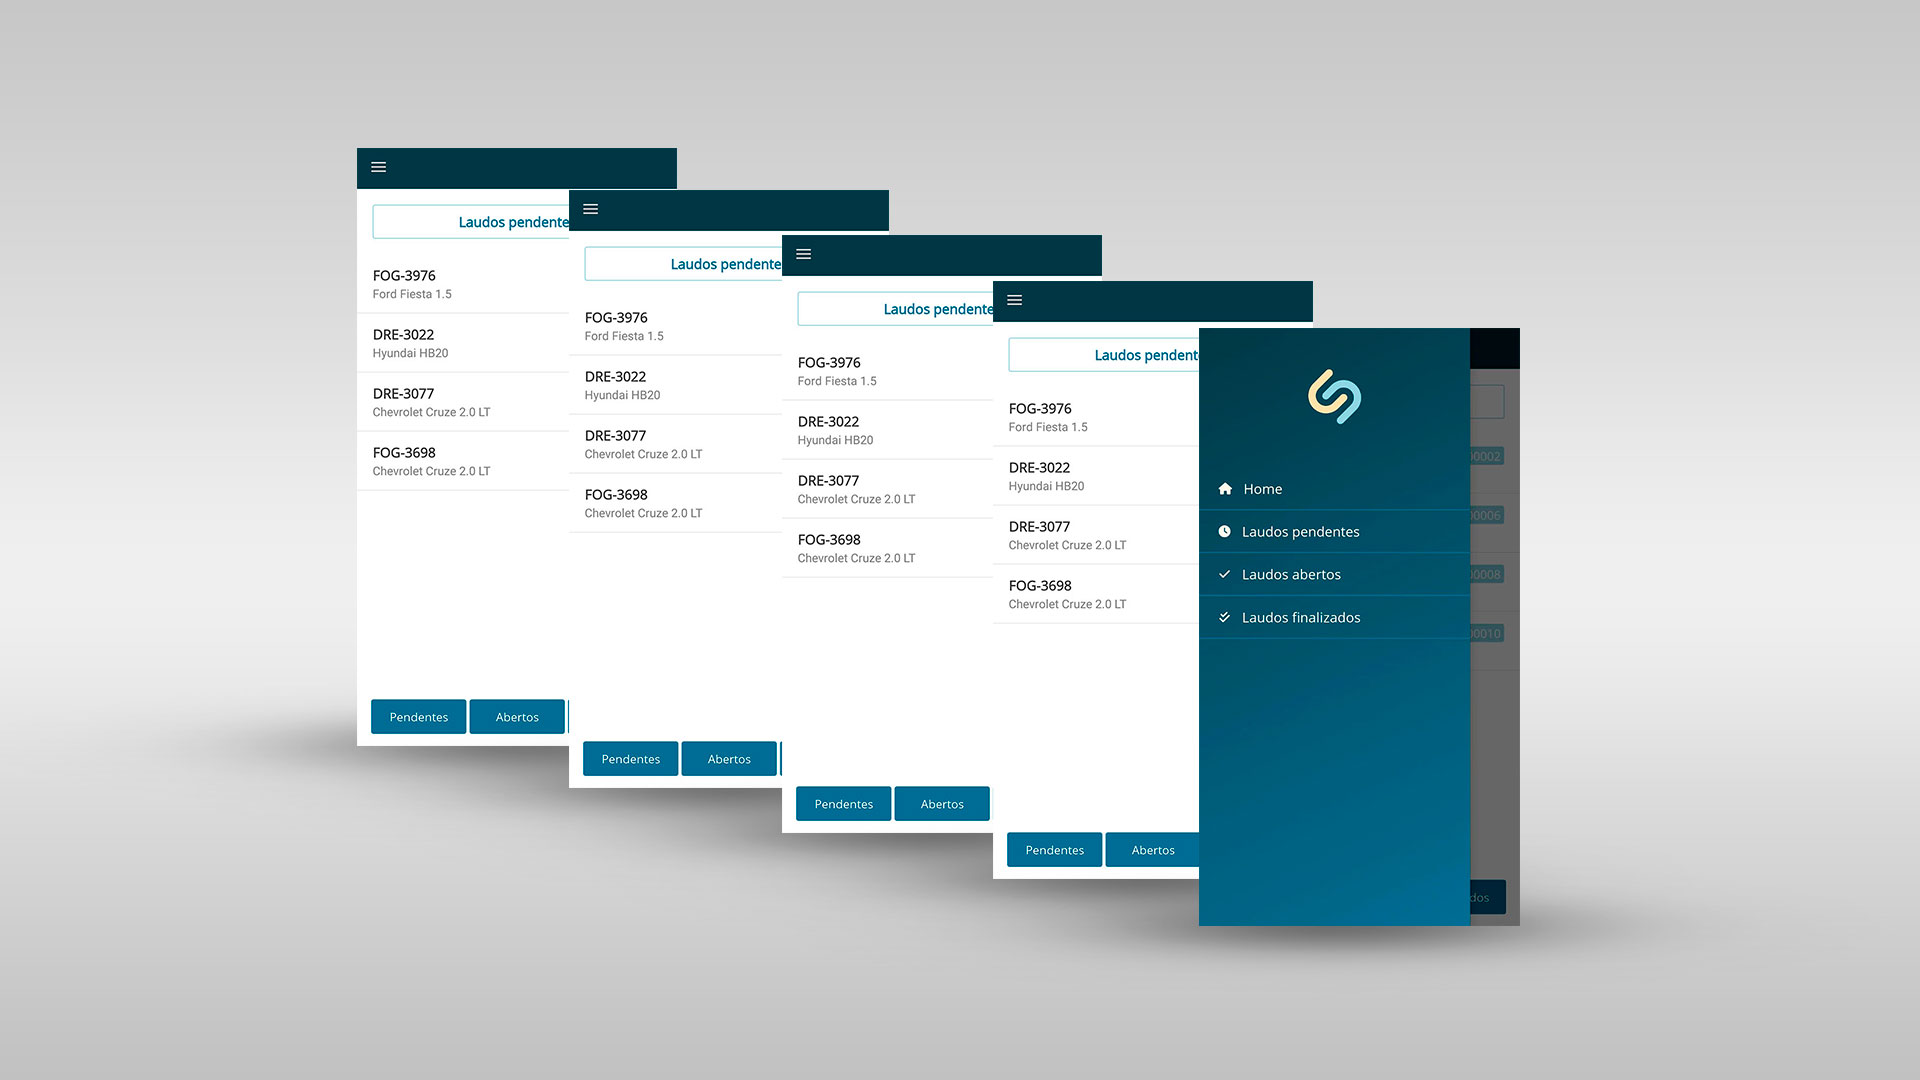 Laudos pendente
FOG-3976
Ford Fiesta 1.5
DRE-3022
Hyundai HB20
DRE-3077
Chevrolet Cruze 2.0 LT
FOG-3698
Chevrolet Cruze 2.0 LT
Pendentes
Abertos
Laudos pendente
FOG-3976
Ford Fiesta 1.5
DRE-3022
Hyundai HB20
DRE-3077
Chevrolet Cruze 2.0 LT
FOG-3698
Chevrolet Cruze 2.0 LT
Pendentes
Abertos
Laudos pendente
FOG-3976
Ford Fiesta 1.5
DRE-3022
Hyundai HB20
DRE-3077
Chevrolet Cruze 2.0 LT
FOG-3698
Chevrolet Cruze 2.0 LT
Pendentes
Abertos
Laudos pendent
FOG-3976
Ford Fiesta 1.5
DRE-3022
Hyundai HB20
DRE-3077
Chevrolet Cruze 2.0 LT
FOG-3698
Chevrolet Cruze 2.0 LT
Pendentes
Abertos
Home
Laudos pendentes
Laudos abertos
Laudos finalizados
0002
0006
0008
0010
dos